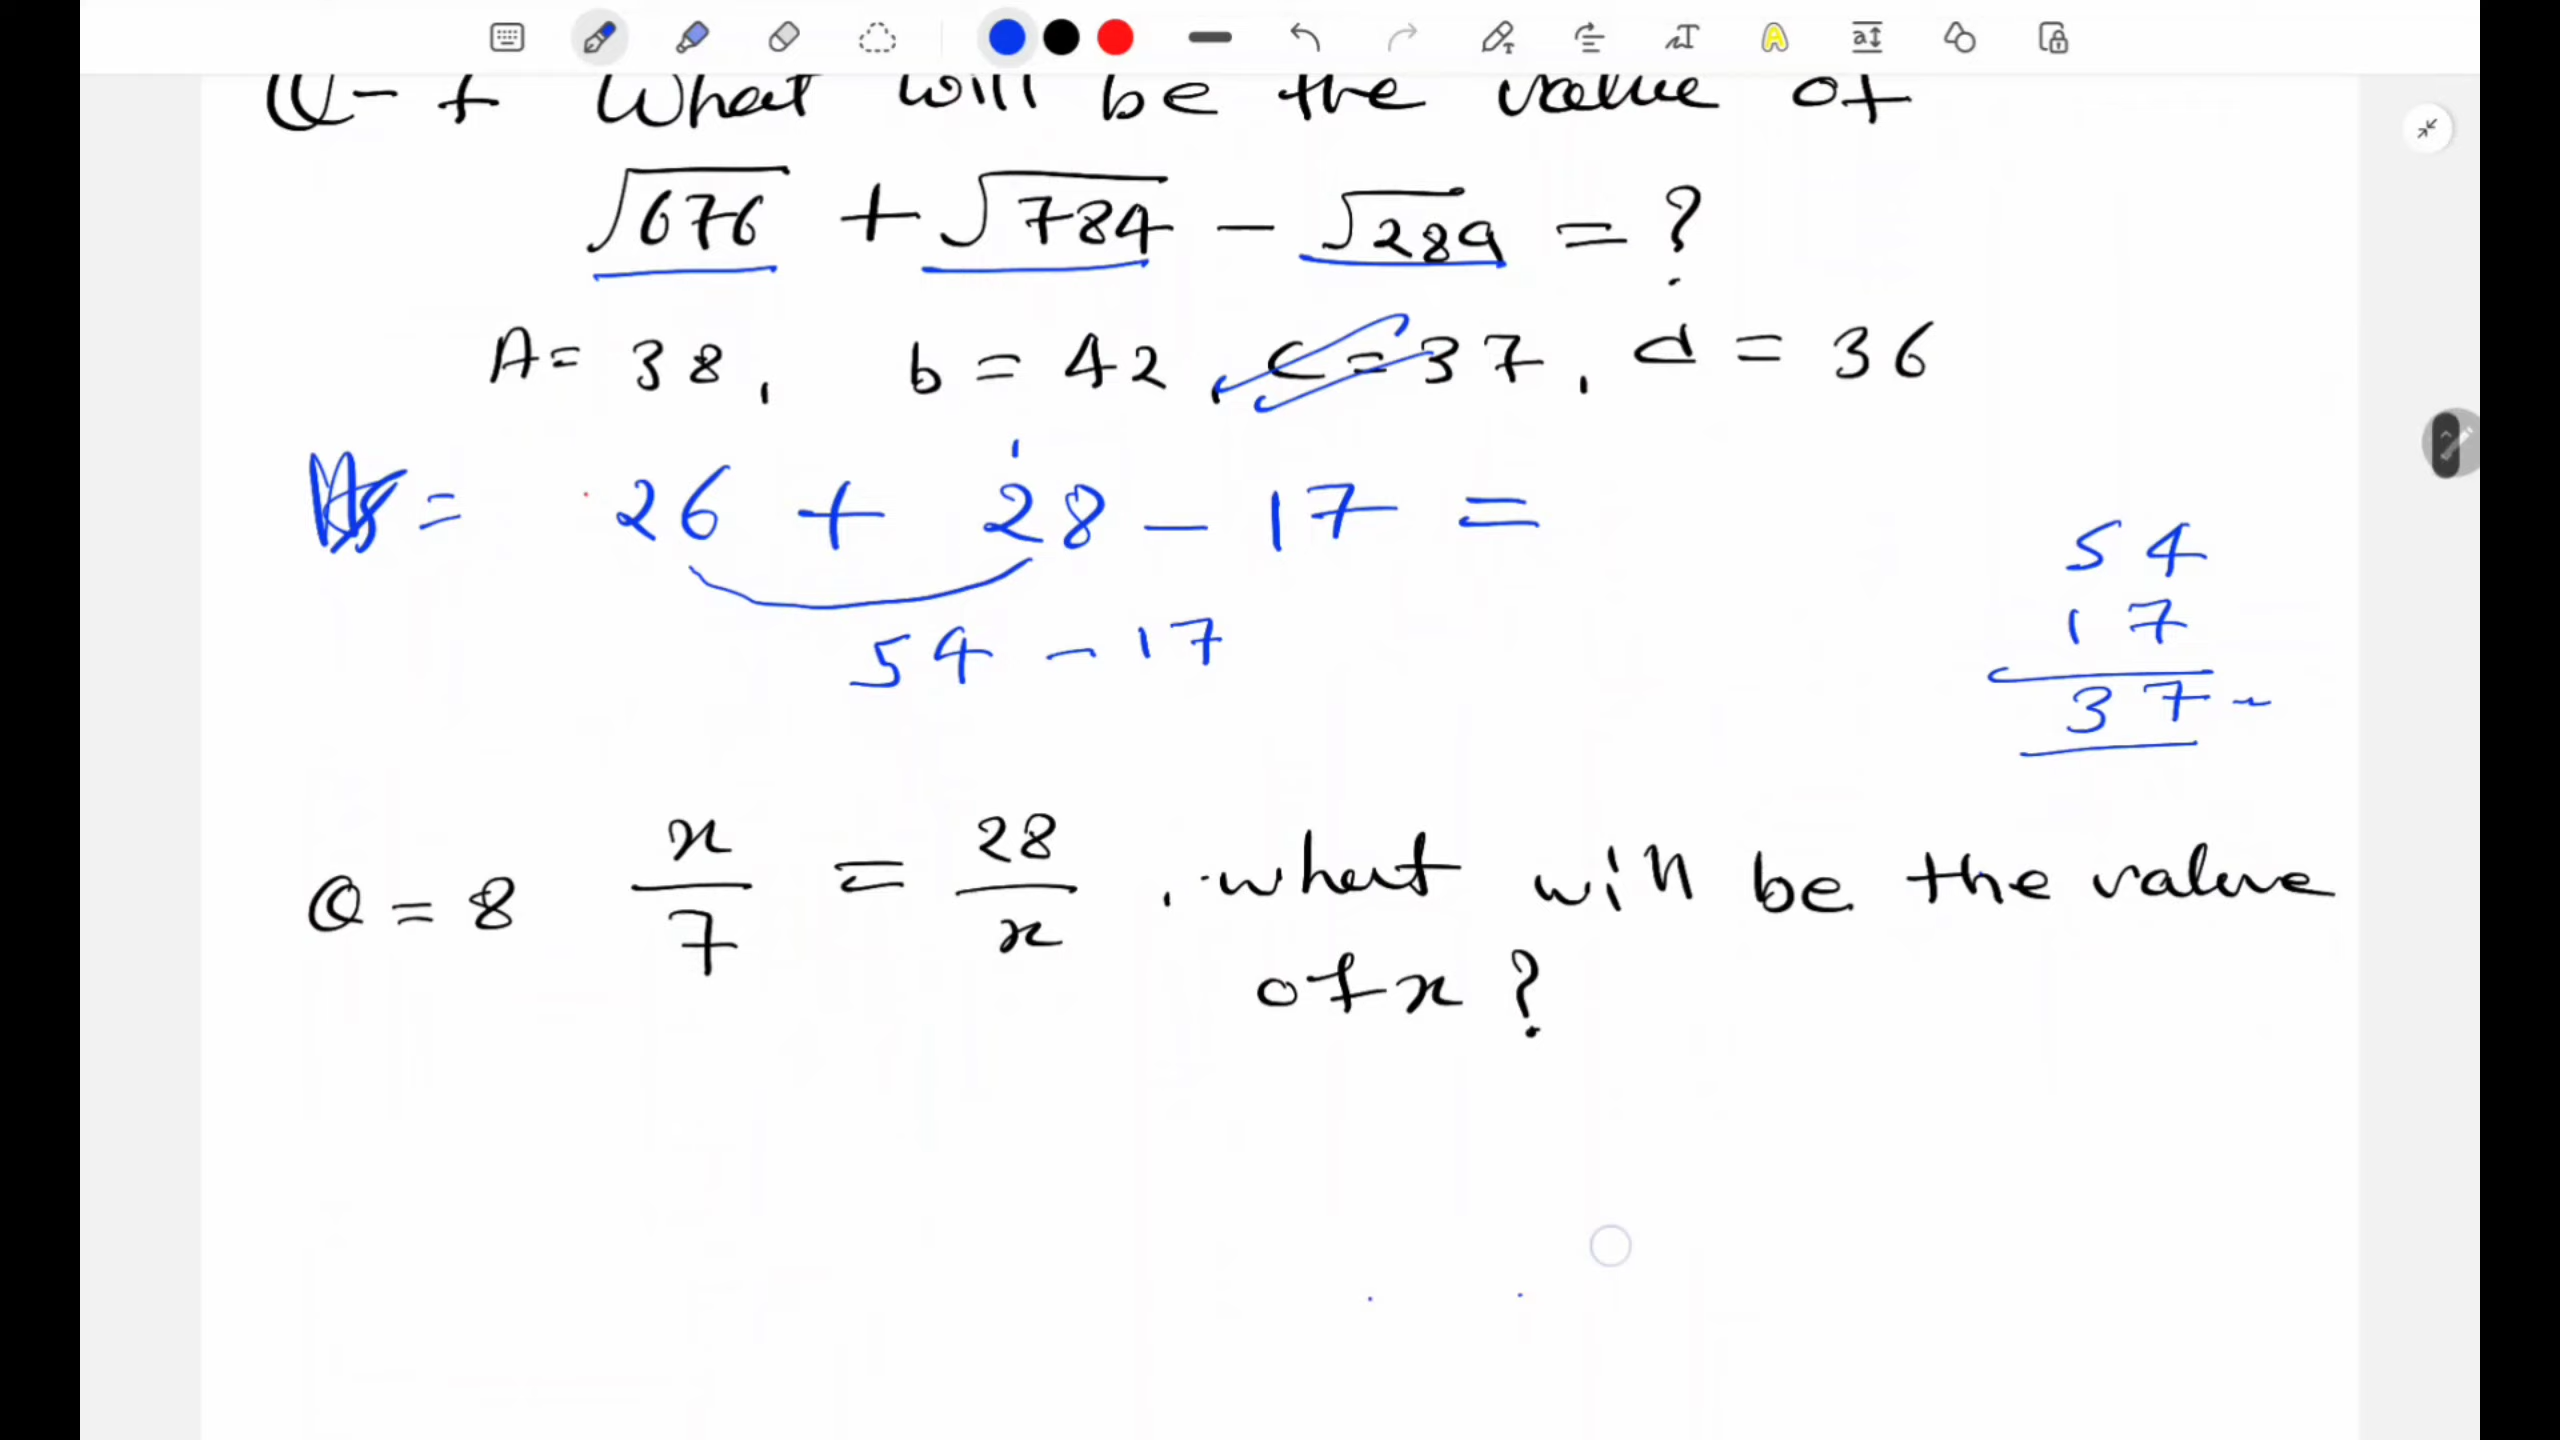 What will be the value of
√676 + √784 - √289 = ?
A = 38, b = 42, c = 37, d = 36
= 26 + 28 - 17 =
54 - 17
54
17
37
Q = 8 x/7 = 28/x . what will be the value
of x ?